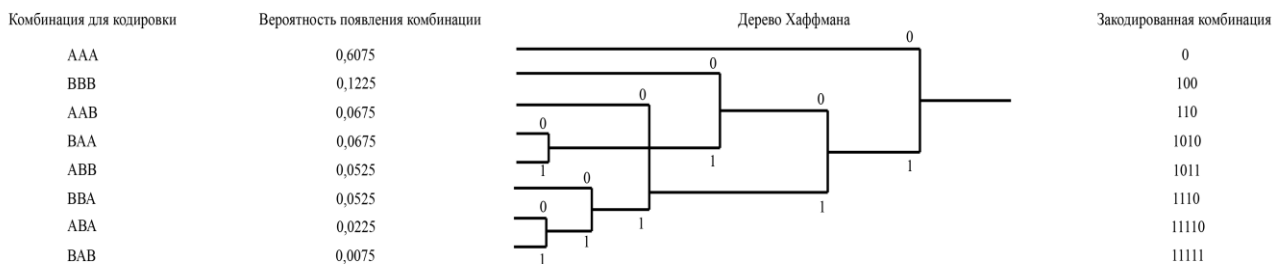 Комбинация для кодировки Вероятность появления комбинации Дерево Хаффмана Закодированная комбинация
0
AAA 0,6075 0
0
BBB 0,1225 100
0 0
AAB 0,0675 110
0
BAA 0,0675 1010
1 1
ABB 0,0525 1011
1
0
BBA 0,0525 1110
0 1
ABA 0,0225 11110
1
1
BAB 0,0075 11111
1